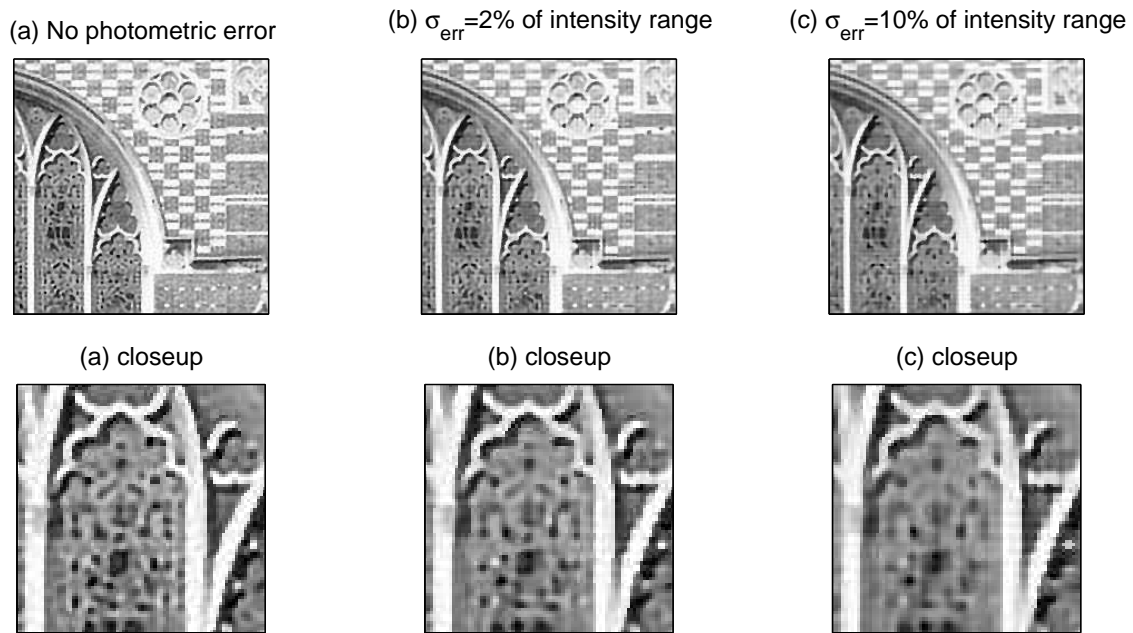 (a) No photometric error
(b) σerr=2% of intensity range
(c) σerr=10% of intensity range
(a) closeup
(b) closeup
(c) closeup